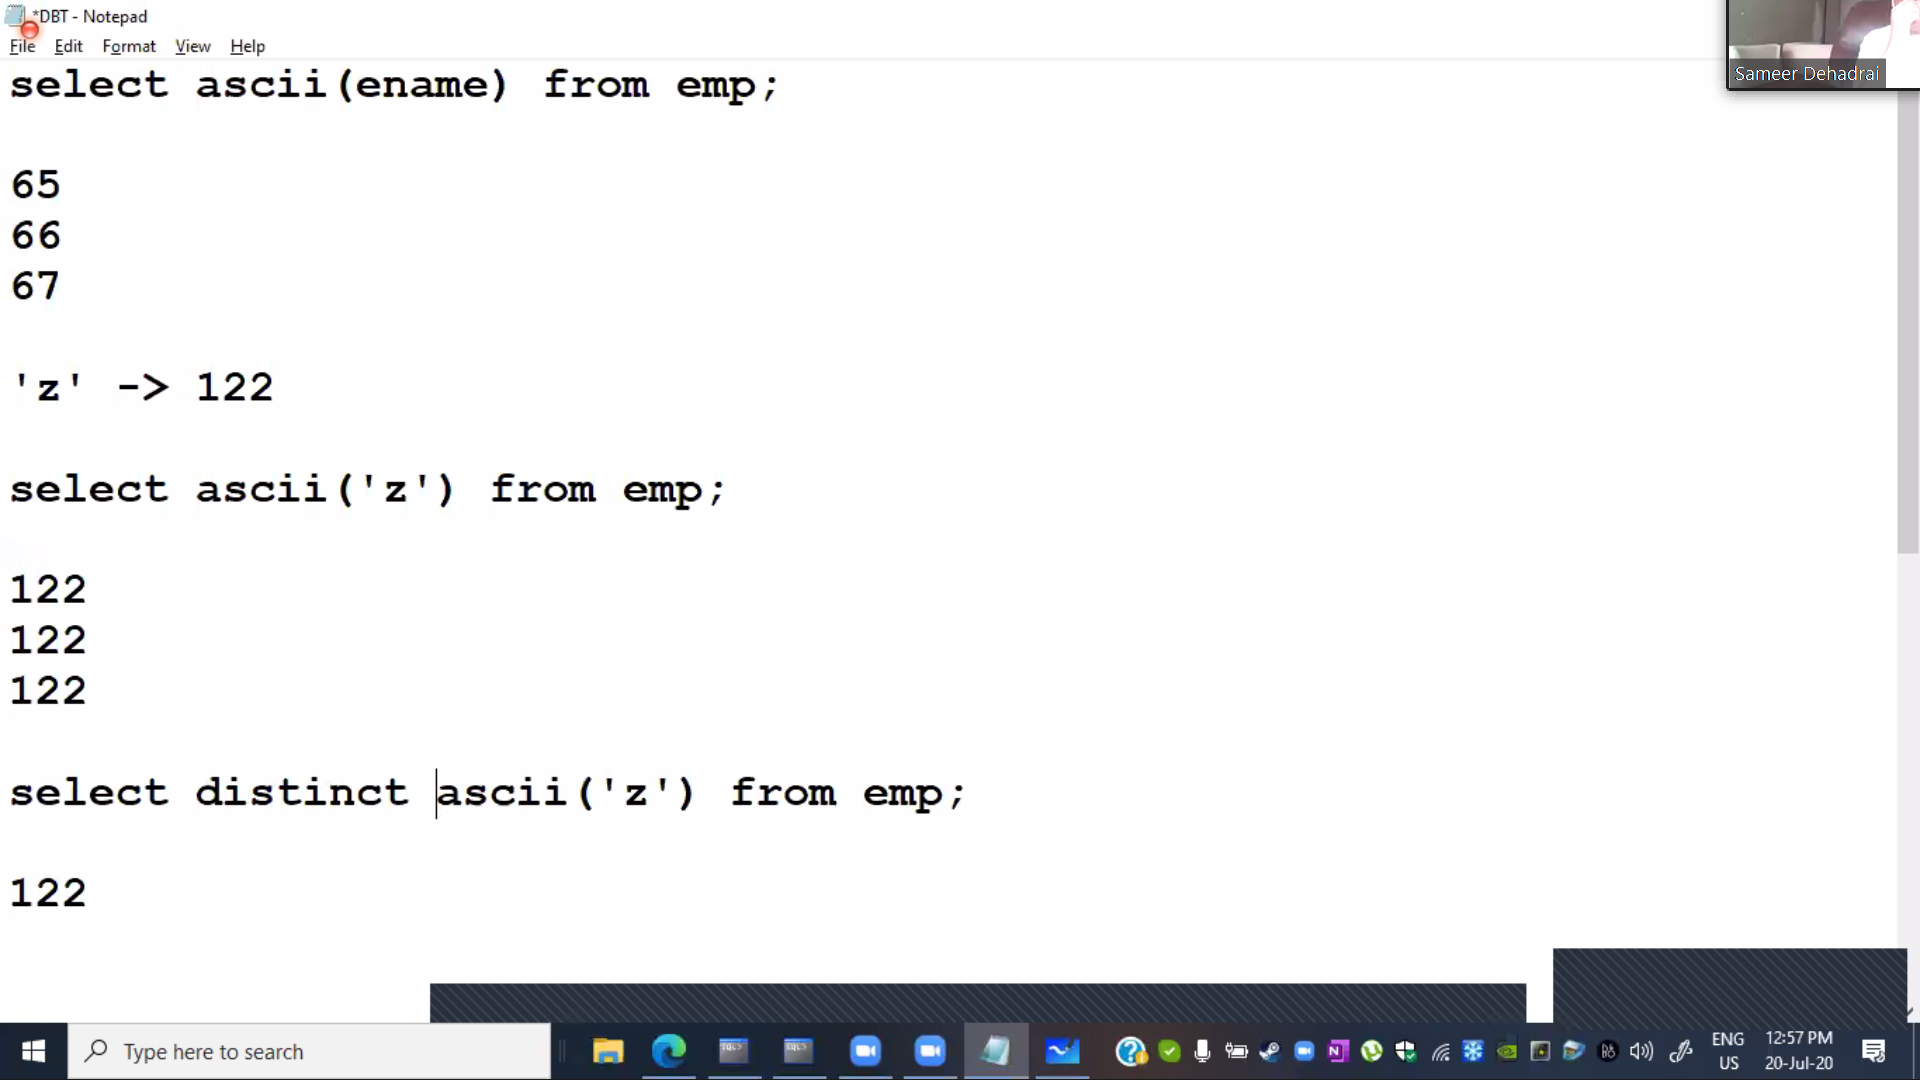 *DBT - Notepad
File Edit Format View Help
Sameer Dehadrai
select ascii(ename) from emp;
65
66
67
'z' -> 122
select ascii('z') from emp;
122
122
122
select distinct ascii('z') from emp;
122
Type here to search
ENG 12:57 PM
US 20-Jul-20